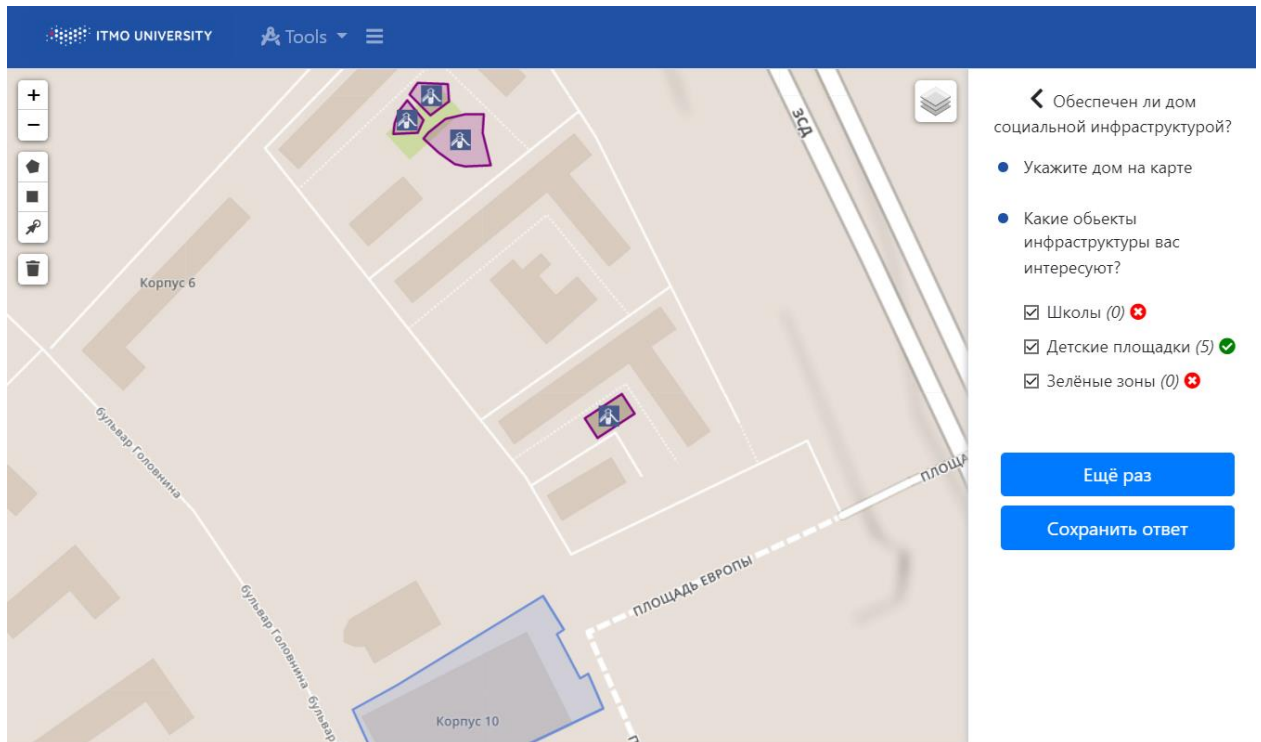 ITMO UNIVERSITY
Tools
+
−
ЗСД
Корпус 6
бульвар Головнина
бульвар Головнина
бульвар
площа
ПЛОЩАДЬ ЕВРОПЫ
Корпус 10
Обеспечен ли дом
социальной инфраструктурой?
Укажите дом на карте
Какие обьекты
инфраструктуры вас
интересуют?
Школы (0)
Детские площадки (5)
Зелёные зоны (0)
Ещё раз
Сохранить ответ